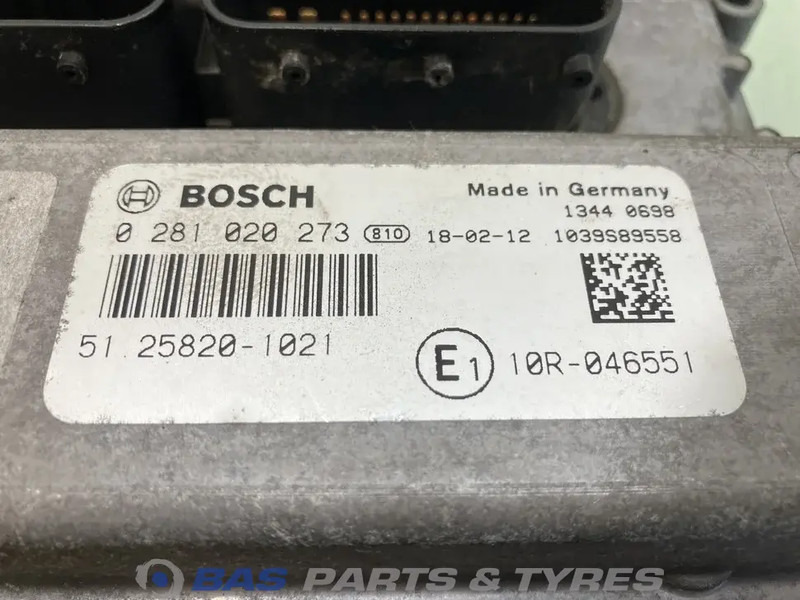 BOSCH
Made in Germany
1344 0698
0 281 020 273 810 18-02-12 1039S89558
51.25820-1021
E1 10R-046551
BAS PARTS & TYRES